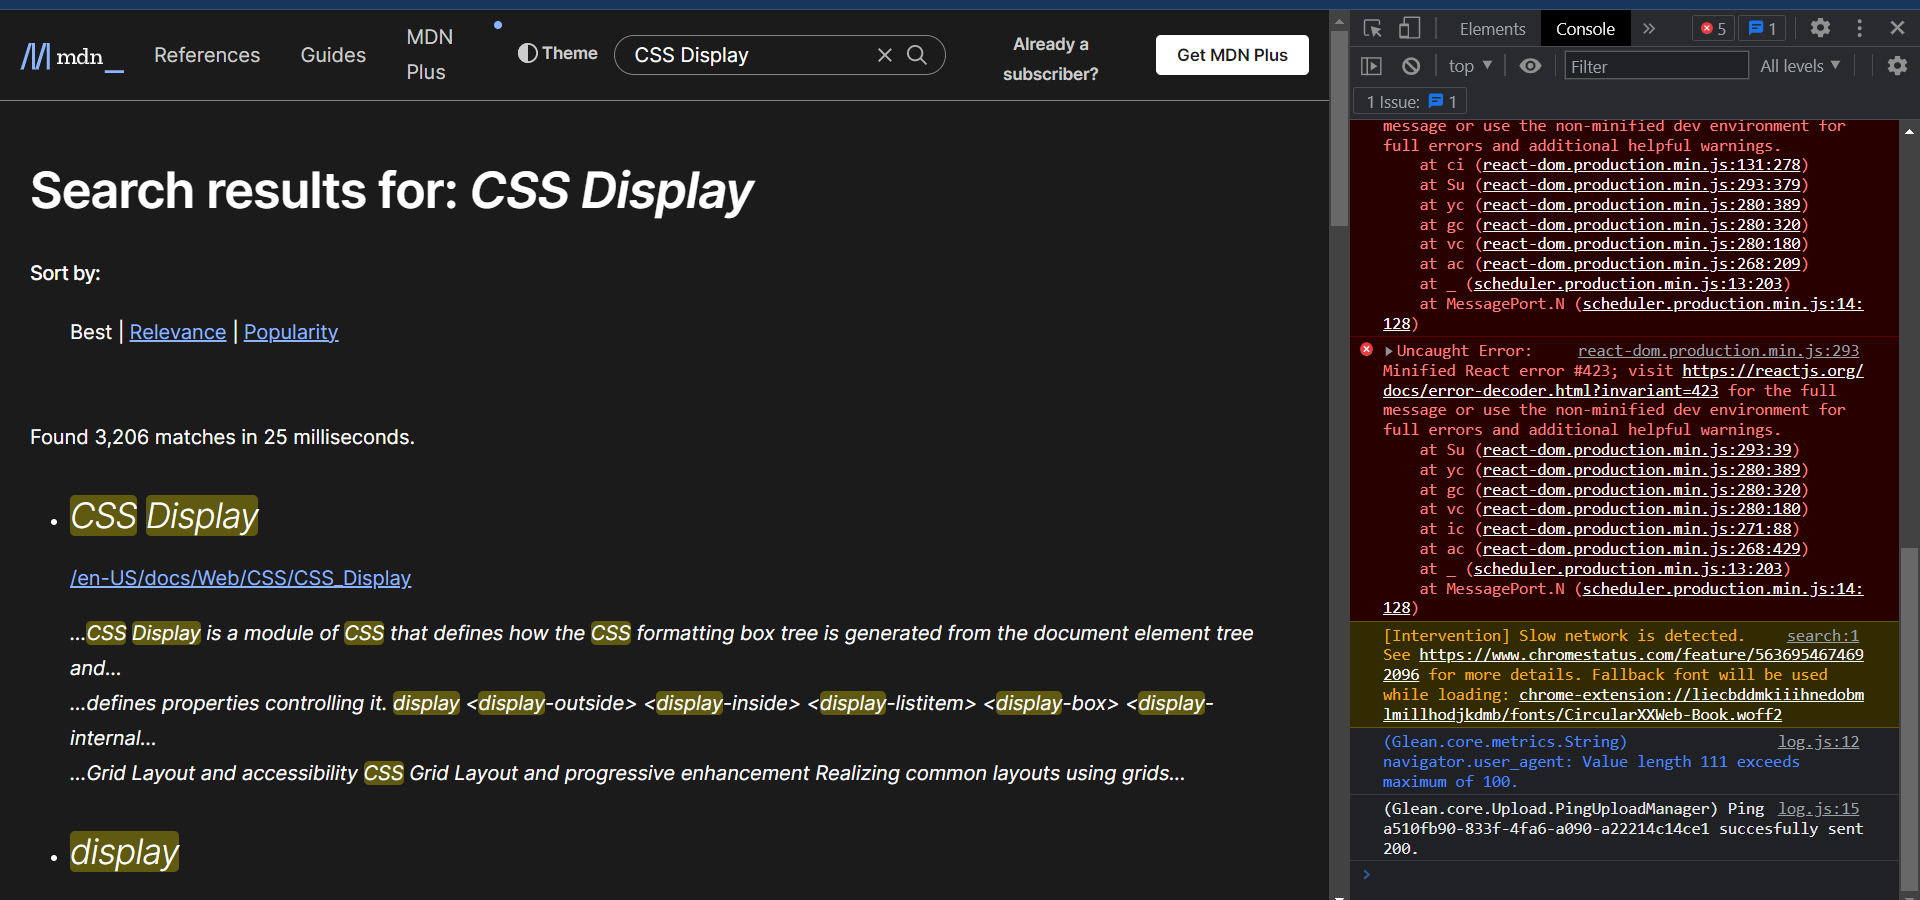 mdn_
References
Guides
MDN
Plus
Theme
CSS Display
Already a
subscriber?
Get MDN Plus
Search results for: CSS Display
Sort by:
Best | Relevance | Popularity
Found 3,206 matches in 25 milliseconds.
CSS Display
/en-US/docs/Web/CSS/CSS_Display
...CSS Display is a module of CSS that defines how the CSS formatting box tree is generated from the document element tree
and...
...defines properties controlling it. display <display-outside> <display-inside> <display-listitem> <display-box> <display-
internal...
...Grid Layout and accessibility CSS Grid Layout and progressive enhancement Realizing common layouts using grids...
display
Elements
Console
5
1
top
Filter
All levels
1 Issue: 1
message or use the non-minified dev environment for
full errors and additional helpful warnings.
at ci (react-dom.production.min.js:131:278)
at Su (react-dom.production.min.js:293:379)
at yc (react-dom.production.min.js:280:389)
at gc (react-dom.production.min.js:280:320)
at vc (react-dom.production.min.js:280:180)
at ac (react-dom.production.min.js:268:209)
at _ (scheduler.production.min.js:13:203)
at MessagePort.N (scheduler.production.min.js:14:
128)
Uncaught Error: react-dom.production.min.js:293
Minified React error #423; visit https://reactjs.org/
docs/error-decoder.html?invariant=423 for the full
message or use the non-minified dev environment for
full errors and additional helpful warnings.
at Su (react-dom.production.min.js:293:39)
at yc (react-dom.production.min.js:280:389)
at gc (react-dom.production.min.js:280:320)
at vc (react-dom.production.min.js:280:180)
at ic (react-dom.production.min.js:271:88)
at ac (react-dom.production.min.js:268:429)
at _ (scheduler.production.min.js:13:203)
at MessagePort.N (scheduler.production.min.js:14:
128)
[Intervention] Slow network is detected. search:1
See https://www.chromestatus.com/feature/563695467469
2096 for more details. Fallback font will be used
while loading: chrome-extension://liecbddmkiiihnedobm
lmillhodjkdmb/fonts/CircularXXWeb-Book.woff2
(Glean.core.metrics.String) log.js:12
navigator.user_agent: Value length 111 exceeds
maximum of 100.
(Glean.core.Upload.PingUploadManager) Ping log.js:15
a510fb90-833f-4fa6-a090-a22214c14ce1 succesfully sent
200.